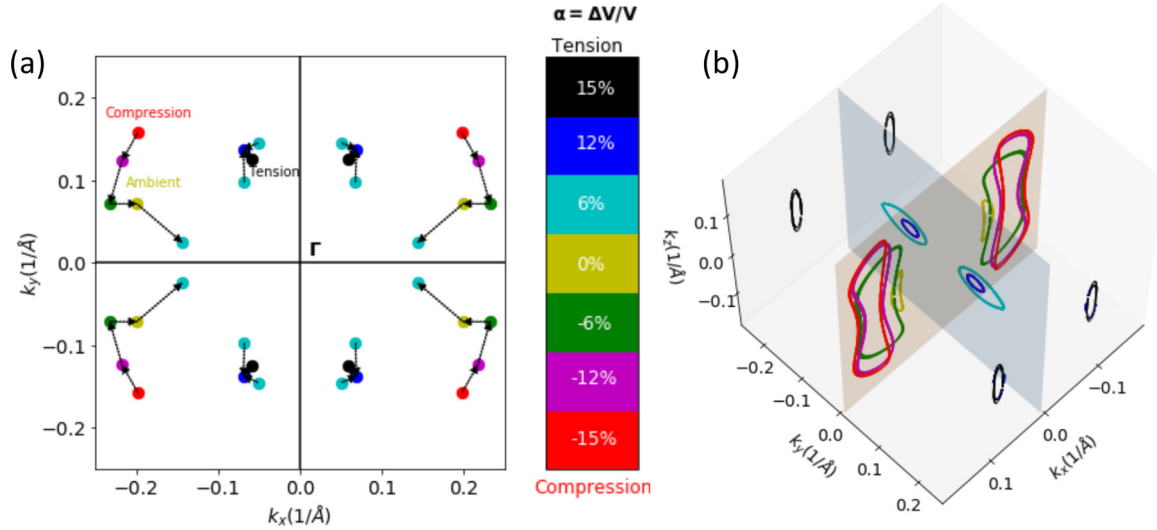 (a)
0.2
0.1
0.0
−0.1
−0.2
k_y(1/Å)
−0.2
−0.1
0.0
0.1
0.2
k_x(1/Å)
Compression
Ambient
Tension
Γ
α = ΔV/V
Tension
15%
12%
6%
0%
-6%
-12%
-15%
Compression
(b)
0.1
0.0
−0.1
k_z(1/Å)
−0.2
−0.1
0.0
0.1
0.2
k_y(1/Å)
−0.1
0.0
0.1
k_x(1/Å)